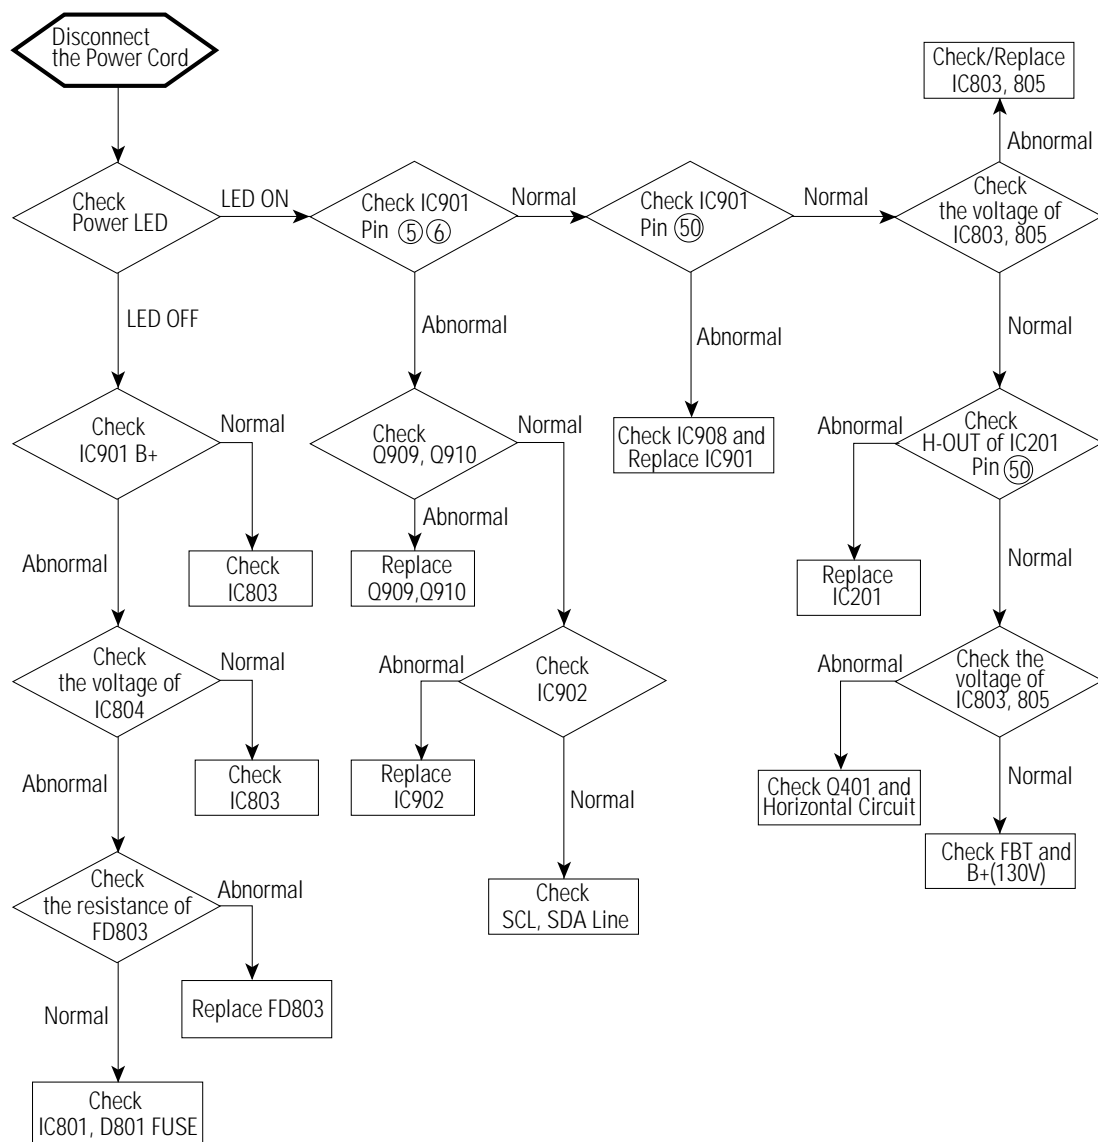 Disconnect
the Power Cord
Check/Replace
IC803, 805
Abnormal
Check
Power LED
LED ON
Check IC901
Pin ⑤⑥
Normal
Check IC901
Pin ㊿
Normal
Check
the voltage of
IC803, 805
LED OFF
Abnormal
Abnormal
Normal
Check
IC901 B+
Normal
Check
Q909, Q910
Normal
Check IC908 and
Replace IC901
Abnormal
Check
H-OUT of IC201
Pin ㊿
Abnormal
Check
IC803
Abnormal
Replace
Q909,Q910
Replace
IC201
Normal
Check
the voltage of
IC804
Normal
Abnormal
Check
IC902
Abnormal
Check the
voltage of
IC803, 805
Abnormal
Check
IC803
Replace
IC902
Normal
Check Q401 and
Horizontal Circuit
Normal
Check FBT and
B+(130V)
Check
the resistance of
FD803
Abnormal
Check
SCL, SDA Line
Normal
Replace FD803
Check
IC801, D801 FUSE